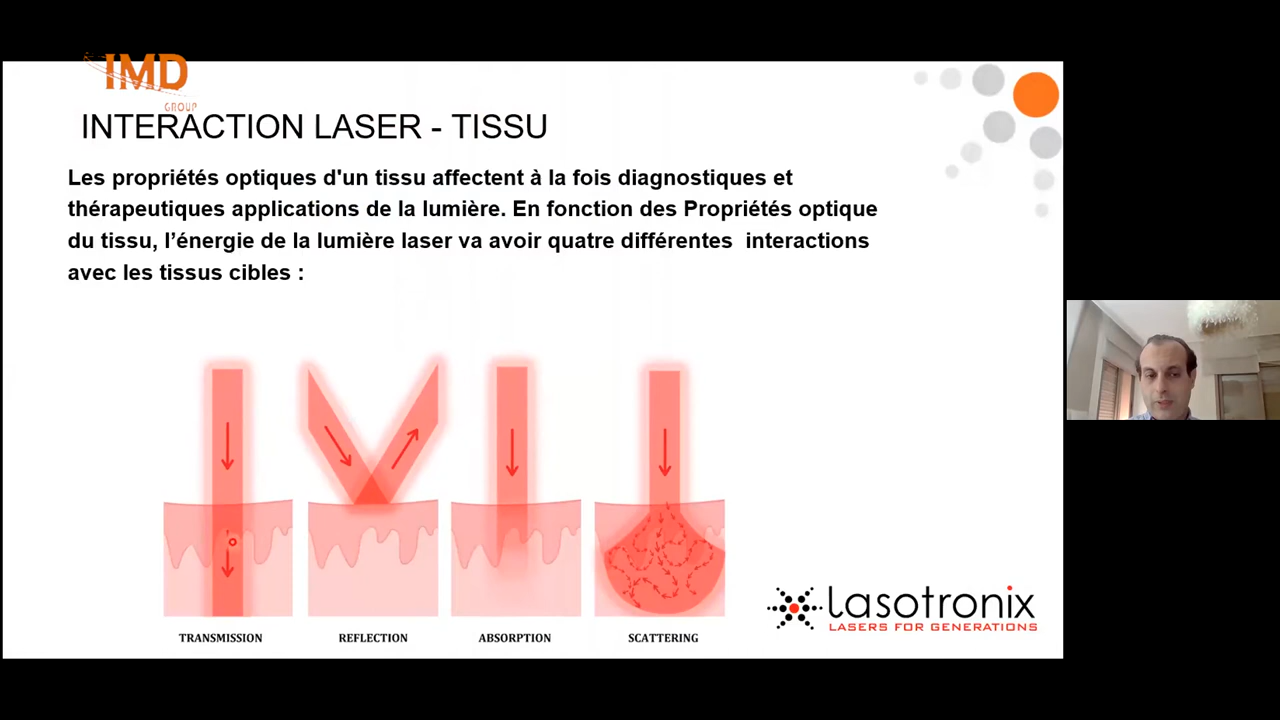 IMD
GROUP
INTERACTION LASER - TISSU
Les propriétés optiques d'un tissu affectent à la fois diagnostiques et
thérapeutiques applications de la lumière. En fonction des Propriétés optique
du tissu, l’énergie de la lumière laser va avoir quatre différentes interactions
avec les tissus cibles :
TRANSMISSION
REFLECTION
ABSORPTION
SCATTERING
Lasotronix
LASERS FOR GENERATIONS